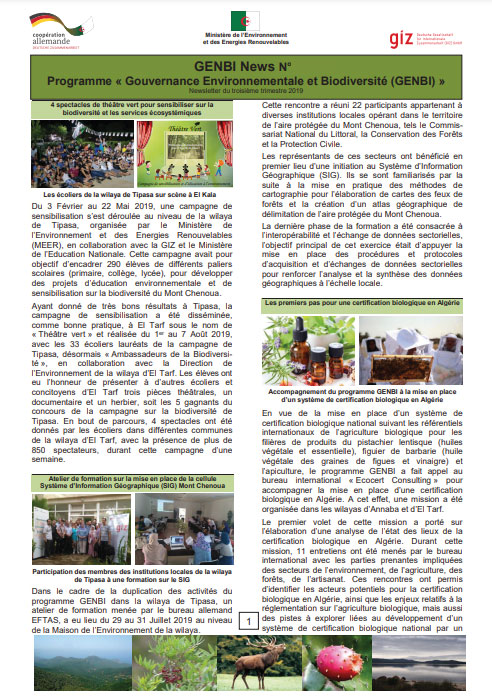 coopération
allemande
DEUTSCHE ZUSAMMENARBEIT
Ministère de l'Environnement
et des Energies Renouvelables
giz
Deutsche Gesellschaft
für Internationale
Zusammenarbeit (GIZ) GmbH
GENBI News N°
Programme « Gouvernance Environnementale et Biodiversité (GENBI) »
Newsletter du troisième trimestre 2019
4 spectacles de théâtre vert pour sensibiliser sur la
biodiversité et les services écosystémiques
Théâtre Vert
Les écoliers de la wilaya de Tipasa sur scène à El Kala
Du 3 Février au 22 Mai 2019, une campagne de
sensibilisation s'est déroulée au niveau de la wilaya
de Tipasa, organisée par le Ministère de
l'Environnement et des Energies Renouvelables
(MEER), en collaboration avec la GIZ et le Ministère
de l'Education Nationale. Cette campagne avait pour
objectif d'encadrer 290 élèves de différents paliers
scolaires (primaire, collège, lycée), pour développer
des projets d'éducation environnementale et de
sensibilisation sur la biodiversité du Mont Chenoua.
Ayant donné de très bons résultats à Tipasa, la
campagne de sensibilisation a été disséminée,
comme bonne pratique, à El Tarf sous le nom de
« Théâtre vert » et réalisée du 1er au 7 Août 2019,
avec les 33 écoliers lauréats de la campagne de
Tipasa, désormais « Ambassadeurs de la Biodiversi-
té », en collaboration avec la Direction de
l'Environnement de la wilaya d'El Tarf. Les élèves ont
eu l'honneur de présenter à d'autres écoliers et
concitoyens d'El Tarf trois pièces théâtrales, un
documentaire et un herbier, soit les 5 gagnants du
concours de la campagne sur la biodiversité de
Tipasa. En bout de parcours, 4 spectacles ont été
donnés par les écoliers dans différentes communes
de la wilaya d'El Tarf, avec la présence de plus de
850 spectateurs, durant cette campagne d'une
semaine.
Atelier de formation sur la mise en place de la cellule
Système d'Information Géographique (SIG) Mont Chenoua
Participation des membres des institutions locales de la wilaya
de Tipasa à une formation sur le SIG
Dans le cadre de la duplication des activités du
programme GENBI dans la wilaya de Tipasa, un
atelier de formation menée par le bureau allemand
EFTAS, a eu lieu du 29 au 31 Juillet 2019 au niveau
de la Maison de l'Environnement de la wilaya.
Cette rencontre a réuni 22 participants appartenant à
diverses institutions locales opérant dans le territoire
de l'aire protégée du Mont Chenoua, tels le Commis-
sariat National du Littoral, la Conservation des Forêts
et la Protection Civile.
Les représentants de ces secteurs ont bénéficié en
premier lieu d'une initiation au Système d'Information
Géographique (SIG). Ils se sont familiarisés par la
suite à la mise en pratique des méthodes de
cartographie pour l'élaboration de cartes des feux de
forêts et la création d'un atlas géographique de
délimitation de l'aire protégée du Mont Chenoua.
La dernière phase de la formation a été consacrée à
l'interopérabilité et l'échange de données sectorielles,
l'objectif principal de cet exercice était d'appuyer la
mise en place des procédures et protocoles
d'acquisition et d'échanges de données sectorielles
pour renforcer l'analyse et la synthèse des données
géographiques à l'échelle locale.
Les premiers pas pour une certification biologique en Algérie
Accompagnement du programme GENBI à la mise en place
d'un système de certification biologique en Algérie
En vue de la mise en place d'un système de
certification biologique national suivant les référentiels
internationaux de l'agriculture biologique pour les
filières de produits du pistachier lentisque (huiles
végétale et essentielle), figuier de barbarie (huile
végétale des graines de figues et vinaigre) et
l'apiculture, le programme GENBI a fait appel au
bureau international « Ecocert Consulting » pour
accompagner la mise en place d'une certification
biologique en Algérie. A cet effet, une mission a été
organisée dans les wilayas d'Annaba et d'El Tarf.
Le premier volet de cette mission a porté sur
l'élaboration d'une analyse de l'état des lieux de la
certification biologique en Algérie. Durant cette
mission, 11 entretiens ont été menés par le bureau
international avec les parties prenantes impliquées
des secteurs de l'environnement, de l'agriculture, des
forêts, de l'artisanat. Ces rencontres ont permis
d'identifier les acteurs potentiels pour la certification
biologique en Algérie, ainsi que les enjeux relatifs à la
réglementation sur l'agriculture biologique, mais aussi
des pistes à explorer liées au développement d'un
système de certification biologique national par un
1